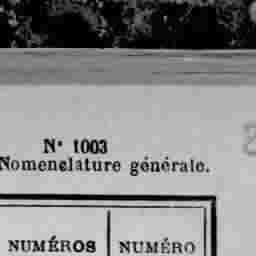 N° 1003
Nomenclature générale.
NUMÉROS NUMÉRO